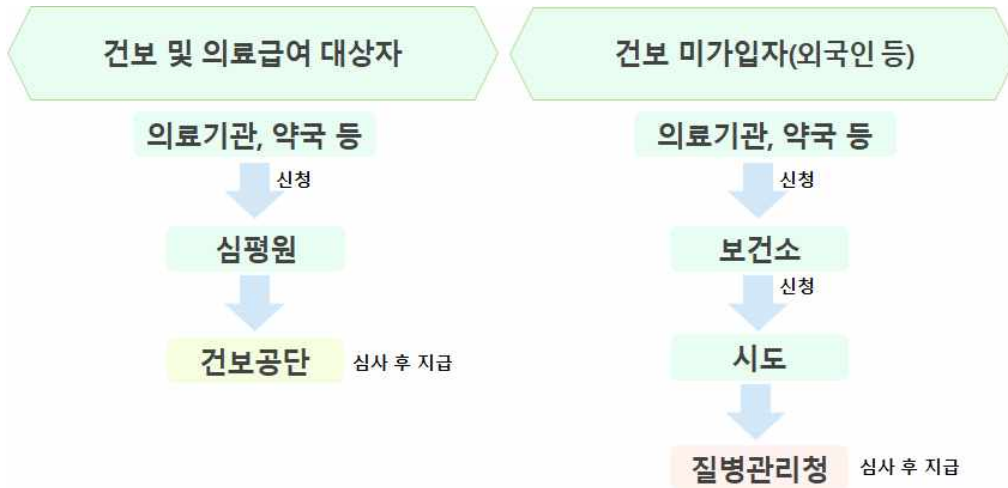 건보 및 의료급여 대상자
의료기관, 약국 등
신청
심평원
건보공단
심사 후 지급
건보 미가입자(외국인 등)
의료기관, 약국 등
신청
보건소
신청
시도
질병관리청
심사 후 지급